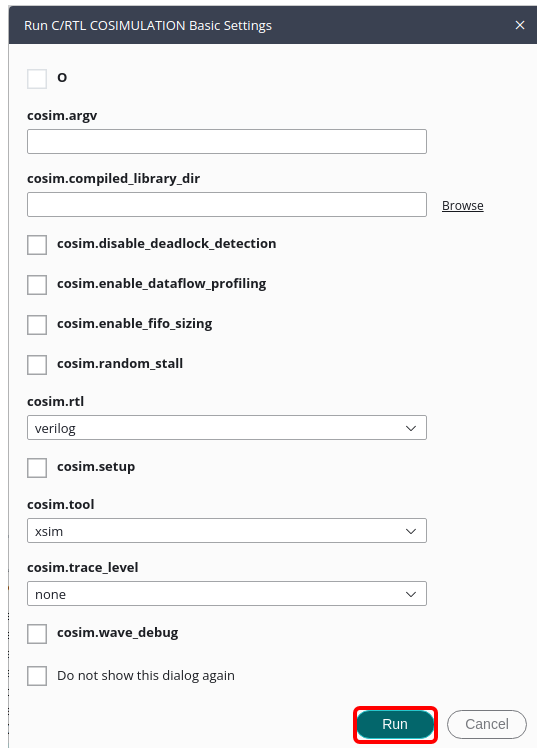 Run C/RTL COSIMULATION Basic Settings
O
cosim.argv
cosim.compiled_library_dir
Browse
cosim.disable_deadlock_detection
cosim.enable_dataflow_profiling
cosim.enable_fifo_sizing
cosim.random_stall
cosim.rtl
verilog
cosim.setup
cosim.tool
xsim
cosim.trace_level
none
cosim.wave_debug
Do not show this dialog again
Run Cancel